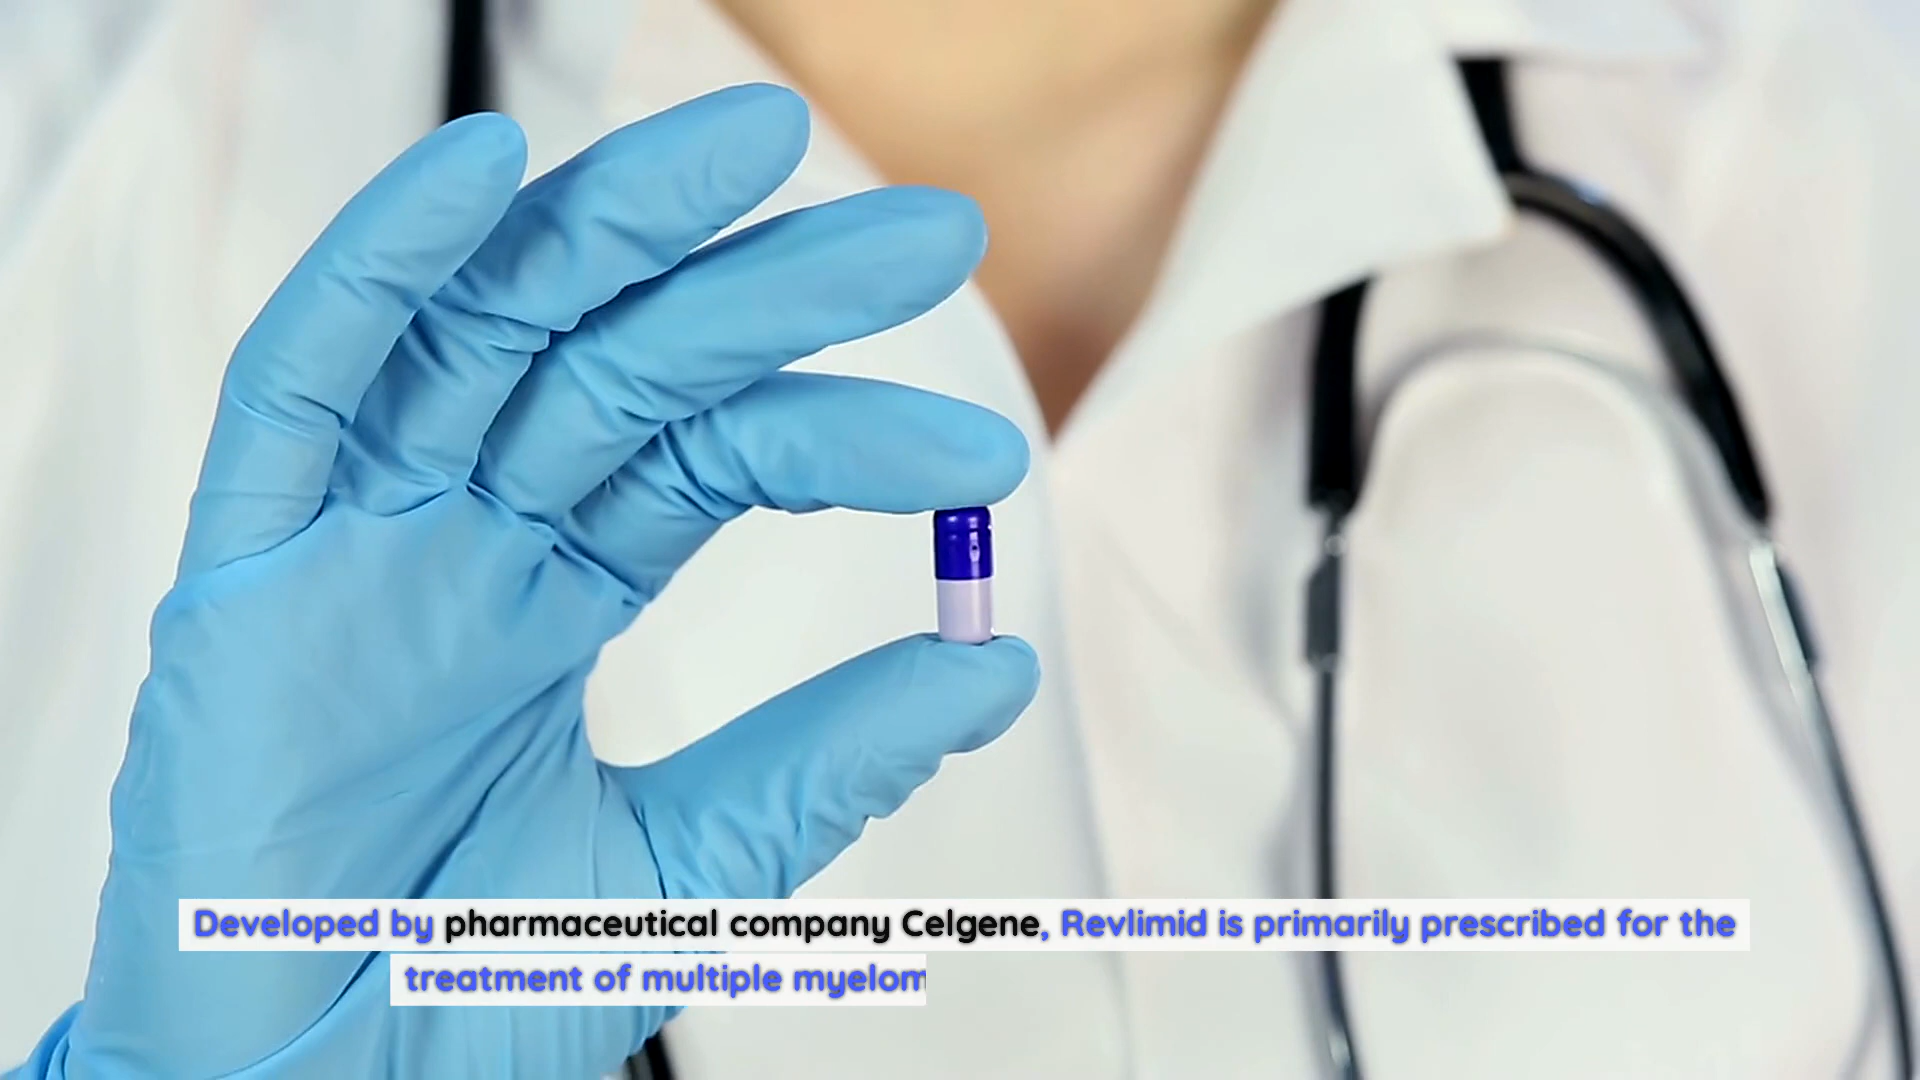 Developed by pharmaceutical company Celgene, Revlimid is primarily prescribed for the
treatment of multiple myelom